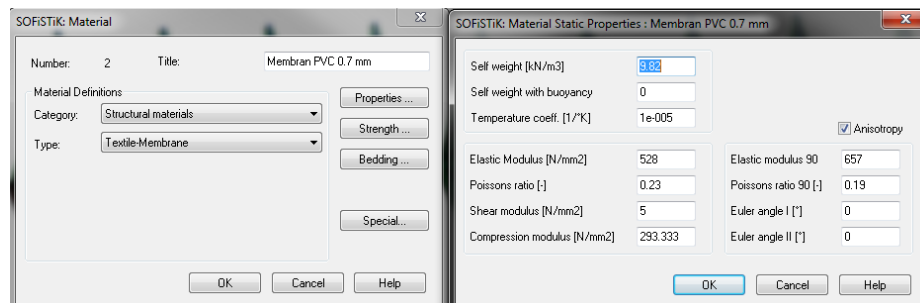 SOFiSTiK: Material
Number: 2 Title: Membran PVC 0.7 mm
Material Definitions
Category: Structural materials
Type: Textile-Membrane
Properties ...
Strength ...
Bedding ...
Special...
OK Cancel Help
SOFiSTiK: Material Static Properties : Membran PVC 0.7 mm
Self weight [kN/m3] 9.82
Self weight with buoyancy 0
Temperature coeff. [1/°K] 1e-005
Anisotropy
Elastic Modulus [N/mm2] 528
Poissons ratio [-] 0.23
Shear modulus [N/mm2] 5
Compression modulus [N/mm2] 293.333
Elastic modulus 90 657
Poissons ratio 90 [-] 0.19
Euler angle I [°] 0
Euler angle II [°] 0
OK Cancel Help